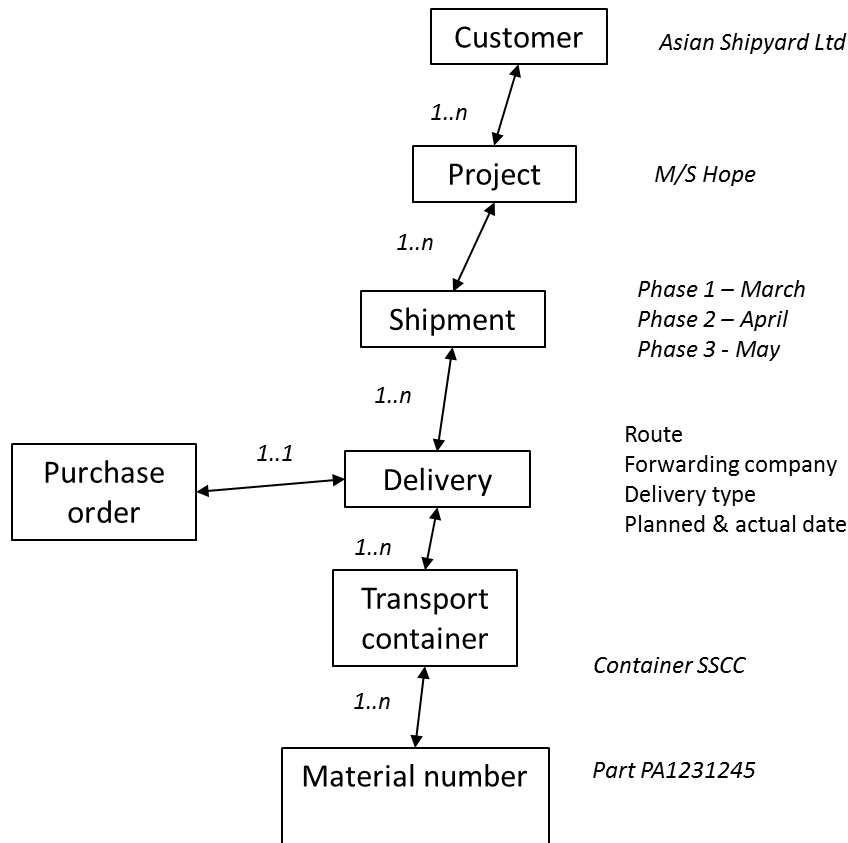 Customer
Asian Shipyard Ltd
1..n
Project
M/S Hope
1..n
Shipment
Phase 1 – March
Phase 2 – April
Phase 3 - May
1..n
Purchase
order
1..1
Delivery
Route
Forwarding company
Delivery type
Planned & actual date
1..n
Transport
container
Container SSCC
1..n
Material number
Part PA1231245